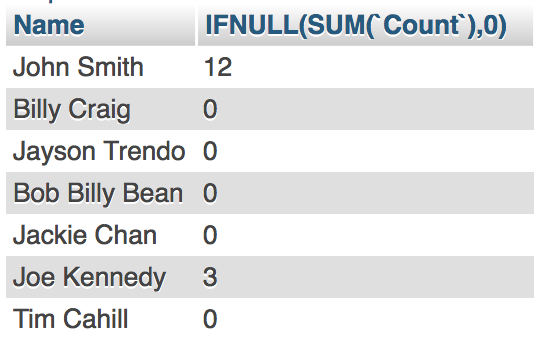 Name IFNULL(SUM(`Count`),0)
John Smith 12
Billy Craig 0
Jayson Trendo 0
Bob Billy Bean 0
Jackie Chan 0
Joe Kennedy 3
Tim Cahill 0